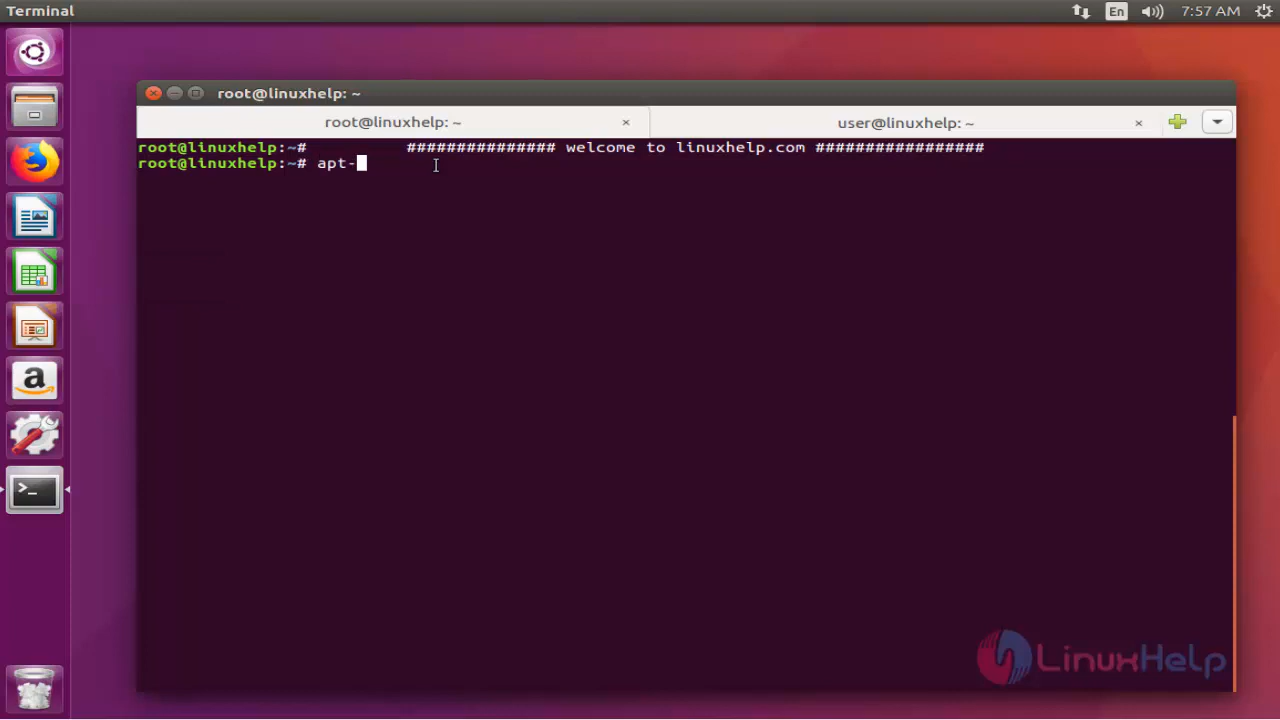 Terminal
En
7:57 AM
root@linuxhelp: ~
root@linuxhelp: ~ ×
user@linuxhelp: ~ ×
root@linuxhelp:~# ############### welcome to linuxhelp.com #################
root@linuxhelp:~# apt-
a
>_
LinuxHelp